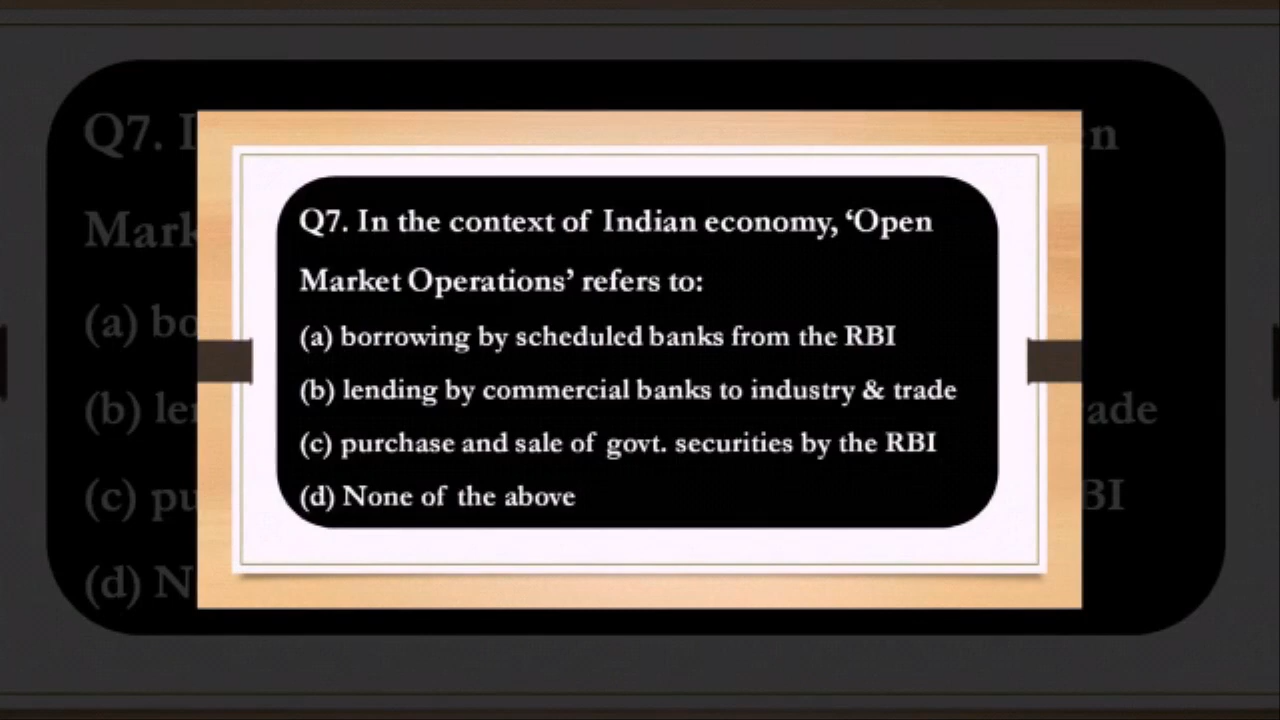 Q7. In the context of Indian economy, ‘Open
Market Operations’ refers to:
(a) borrowing by scheduled banks from the RBI
(b) lending by commercial banks to industry & trade
(c) purchase and sale of govt. securities by the RBI
(d) None of the above